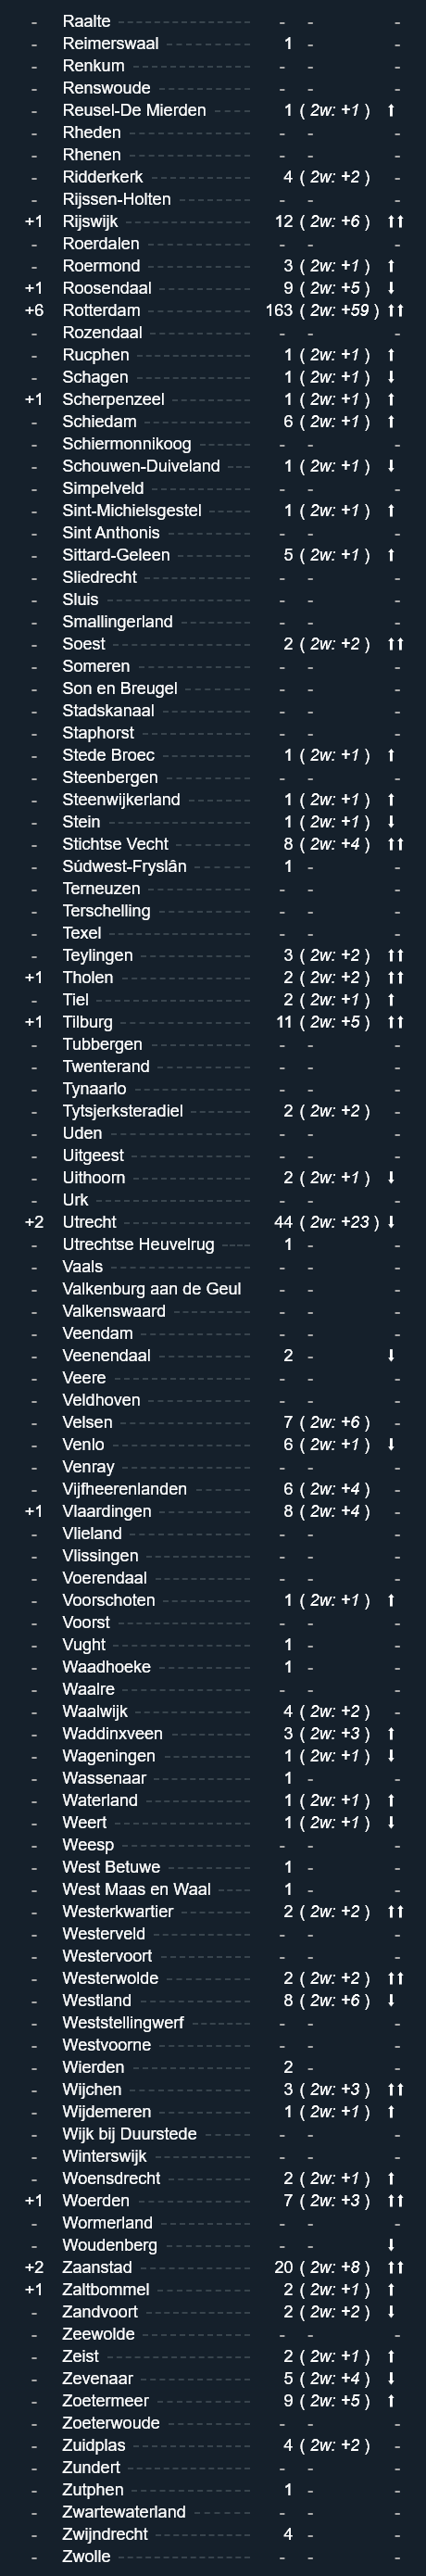 - Raalte - - -
- Reimerswaal 1 - -
- Renkum - - -
- Renswoude - - -
- Reusel-De Mierden 1 ( 2w: +1 ) ⬆
- Rheden - - -
- Rhenen - - -
- Ridderkerk 4 ( 2w: +2 ) -
- Rijssen-Holten - - -
+1 Rijswijk 12 ( 2w: +6 ) ⬆⬆
- Roerdalen - - -
- Roermond 3 ( 2w: +1 ) ⬆
+1 Roosendaal 9 ( 2w: +5 ) ⬇
+6 Rotterdam 163 ( 2w: +59 ) ⬆⬆
- Rozendaal - - -
- Rucphen 1 ( 2w: +1 ) ⬆
- Schagen 1 ( 2w: +1 ) ⬇
+1 Scherpenzeel 1 ( 2w: +1 ) ⬆
- Schiedam 6 ( 2w: +1 ) ⬆
- Schiermonnikoog - - -
- Schouwen-Duiveland 1 ( 2w: +1 ) ⬇
- Simpelveld - - -
- Sint-Michielsgestel 1 ( 2w: +1 ) ⬆
- Sint Anthonis - - -
- Sittard-Geleen 5 ( 2w: +1 ) ⬆
- Sliedrecht - - -
- Sluis - - -
- Smallingerland - - -
- Soest 2 ( 2w: +2 ) ⬆⬆
- Someren - - -
- Son en Breugel - - -
- Stadskanaal - - -
- Staphorst - - -
- Stede Broec 1 ( 2w: +1 ) ⬆
- Steenbergen - - -
- Steenwijkerland 1 ( 2w: +1 ) ⬆
- Stein 1 ( 2w: +1 ) ⬇
- Stichtse Vecht 8 ( 2w: +4 ) ⬆⬆
- Súdwest-Fryslân 1 - -
- Terneuzen - - -
- Terschelling - - -
- Texel - - -
- Teylingen 3 ( 2w: +2 ) ⬆⬆
+1 Tholen 2 ( 2w: +2 ) ⬆⬆
- Tiel 2 ( 2w: +1 ) ⬆
+1 Tilburg 11 ( 2w: +5 ) ⬆⬆
- Tubbergen - - -
- Twenterand - - -
- Tynaarlo - - -
- Tytsjerksteradiel 2 ( 2w: +2 ) -
- Uden - - -
- Uitgeest - - -
- Uithoorn 2 ( 2w: +1 ) ⬇
- Urk - - -
+2 Utrecht 44 ( 2w: +23 ) ⬇
- Utrechtse Heuvelrug 1 - -
- Vaals - - -
- Valkenburg aan de Geul - - -
- Valkenswaard - - -
- Veendam - - -
- Veenendaal 2 - ⬇
- Veere - - -
- Veldhoven - - -
- Velsen 7 ( 2w: +6 ) -
- Venlo 6 ( 2w: +1 ) ⬇
- Venray - - -
- Vijfheerenlanden 6 ( 2w: +4 ) -
+1 Vlaardingen 8 ( 2w: +4 ) -
- Vlieland - - -
- Vlissingen - - -
- Voerendaal - - -
- Voorschoten 1 ( 2w: +1 ) ⬆
- Voorst - - -
- Vught 1 - -
- Waadhoeke 1 - -
- Waalre - - -
- Waalwijk 4 ( 2w: +2 ) -
- Waddinxveen 3 ( 2w: +3 ) ⬆
- Wageningen 1 ( 2w: +1 ) ⬇
- Wassenaar 1 - -
- Waterland 1 ( 2w: +1 ) ⬆
- Weert 1 ( 2w: +1 ) ⬇
- Weesp - - -
- West Betuwe 1 - -
- West Maas en Waal 1 - -
- Westerkwartier 2 ( 2w: +2 ) ⬆⬆
- Westerveld - - -
- Westervoort - - -
- Westerwolde 2 ( 2w: +2 ) ⬆⬆
- Westland 8 ( 2w: +6 ) ⬇
- Weststellingwerf - - -
- Westvoorne - - -
- Wierden 2 - -
- Wijchen 3 ( 2w: +3 ) ⬆⬆
- Wijdemeren 1 ( 2w: +1 ) ⬆
- Wijk bij Duurstede - - -
- Winterswijk - - -
- Woensdrecht 2 ( 2w: +1 ) ⬆
+1 Woerden 7 ( 2w: +3 ) ⬆⬆
- Wormerland - - -
- Woudenberg - - ⬇
+2 Zaanstad 20 ( 2w: +8 ) ⬆⬆
+1 Zaltbommel 2 ( 2w: +1 ) ⬆
- Zandvoort 2 ( 2w: +2 ) ⬇
- Zeewolde - - -
- Zeist 2 ( 2w: +1 ) ⬆
- Zevenaar 5 ( 2w: +4 ) ⬇
- Zoetermeer 9 ( 2w: +5 ) ⬆
- Zoeterwoude - - -
- Zuidplas 4 ( 2w: +2 ) -
- Zundert - - -
- Zutphen 1 - -
- Zwartewaterland - - -
- Zwijndrecht 4 - -
- Zwolle - - -